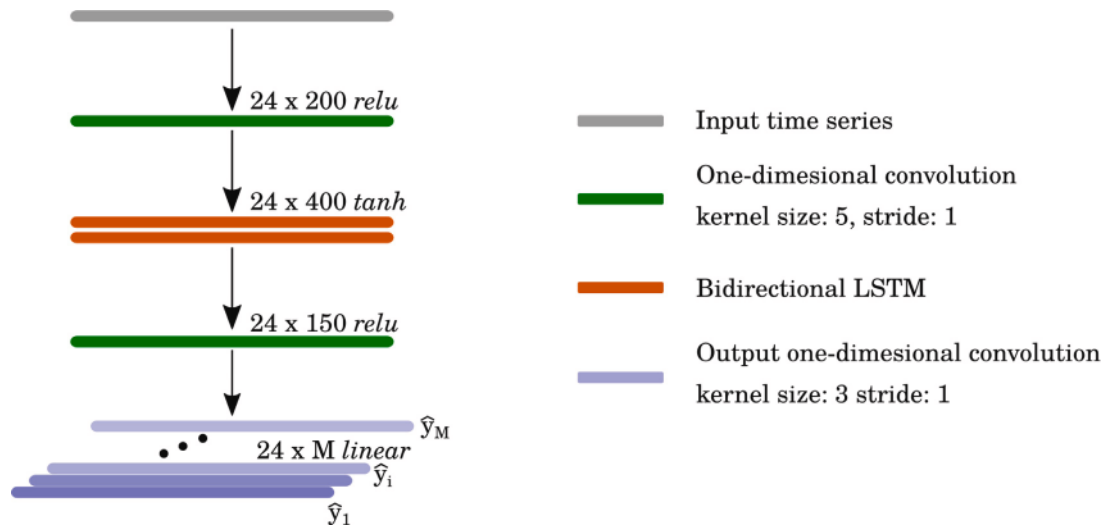 24 x 200 relu
24 x 400 tanh
24 x 150 relu
ŷM
24 x M linear
ŷi
ŷ1
Input time series
One-dimesional convolution
kernel size: 5, stride: 1
Bidirectional LSTM
Output one-dimesional convolution
kernel size: 3 stride: 1